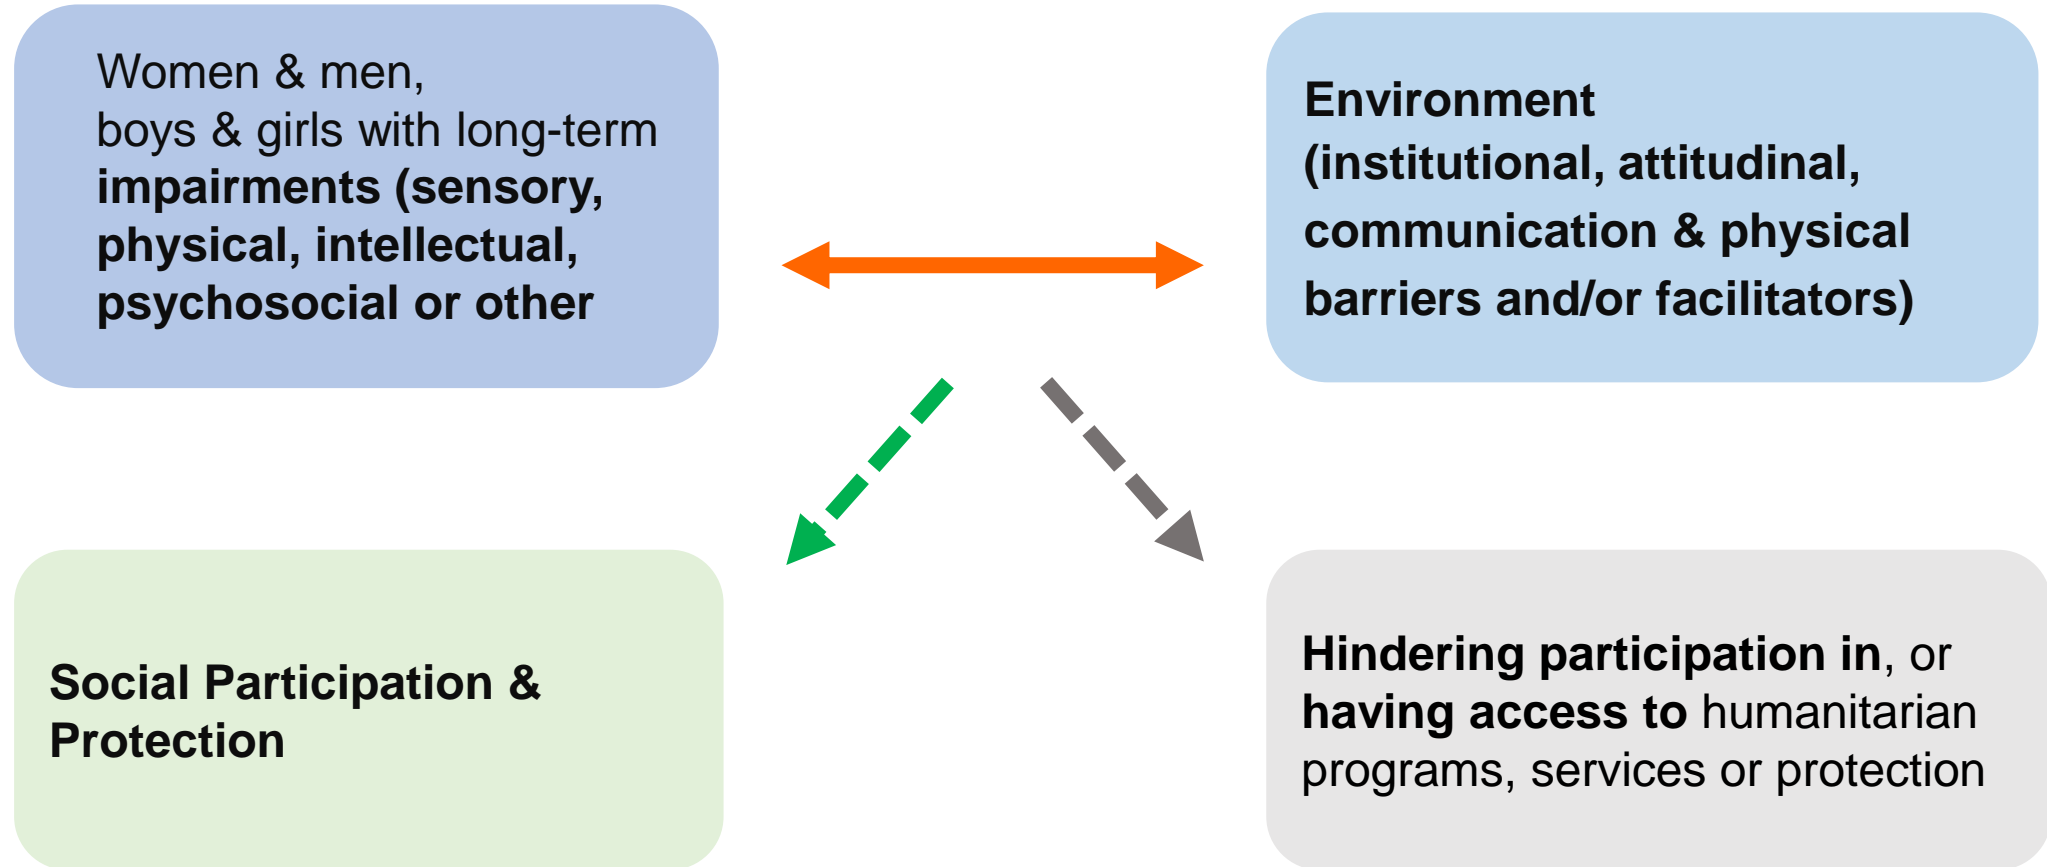 Women & men,
boys & girls with long-term
impairments (sensory,
physical, intellectual,
psychosocial or other
Environment
(institutional, attitudinal,
communication & physical
barriers and/or facilitators)
Social Participation &
Protection
Hindering participation in, or
having access to humanitarian
programs, services or protection